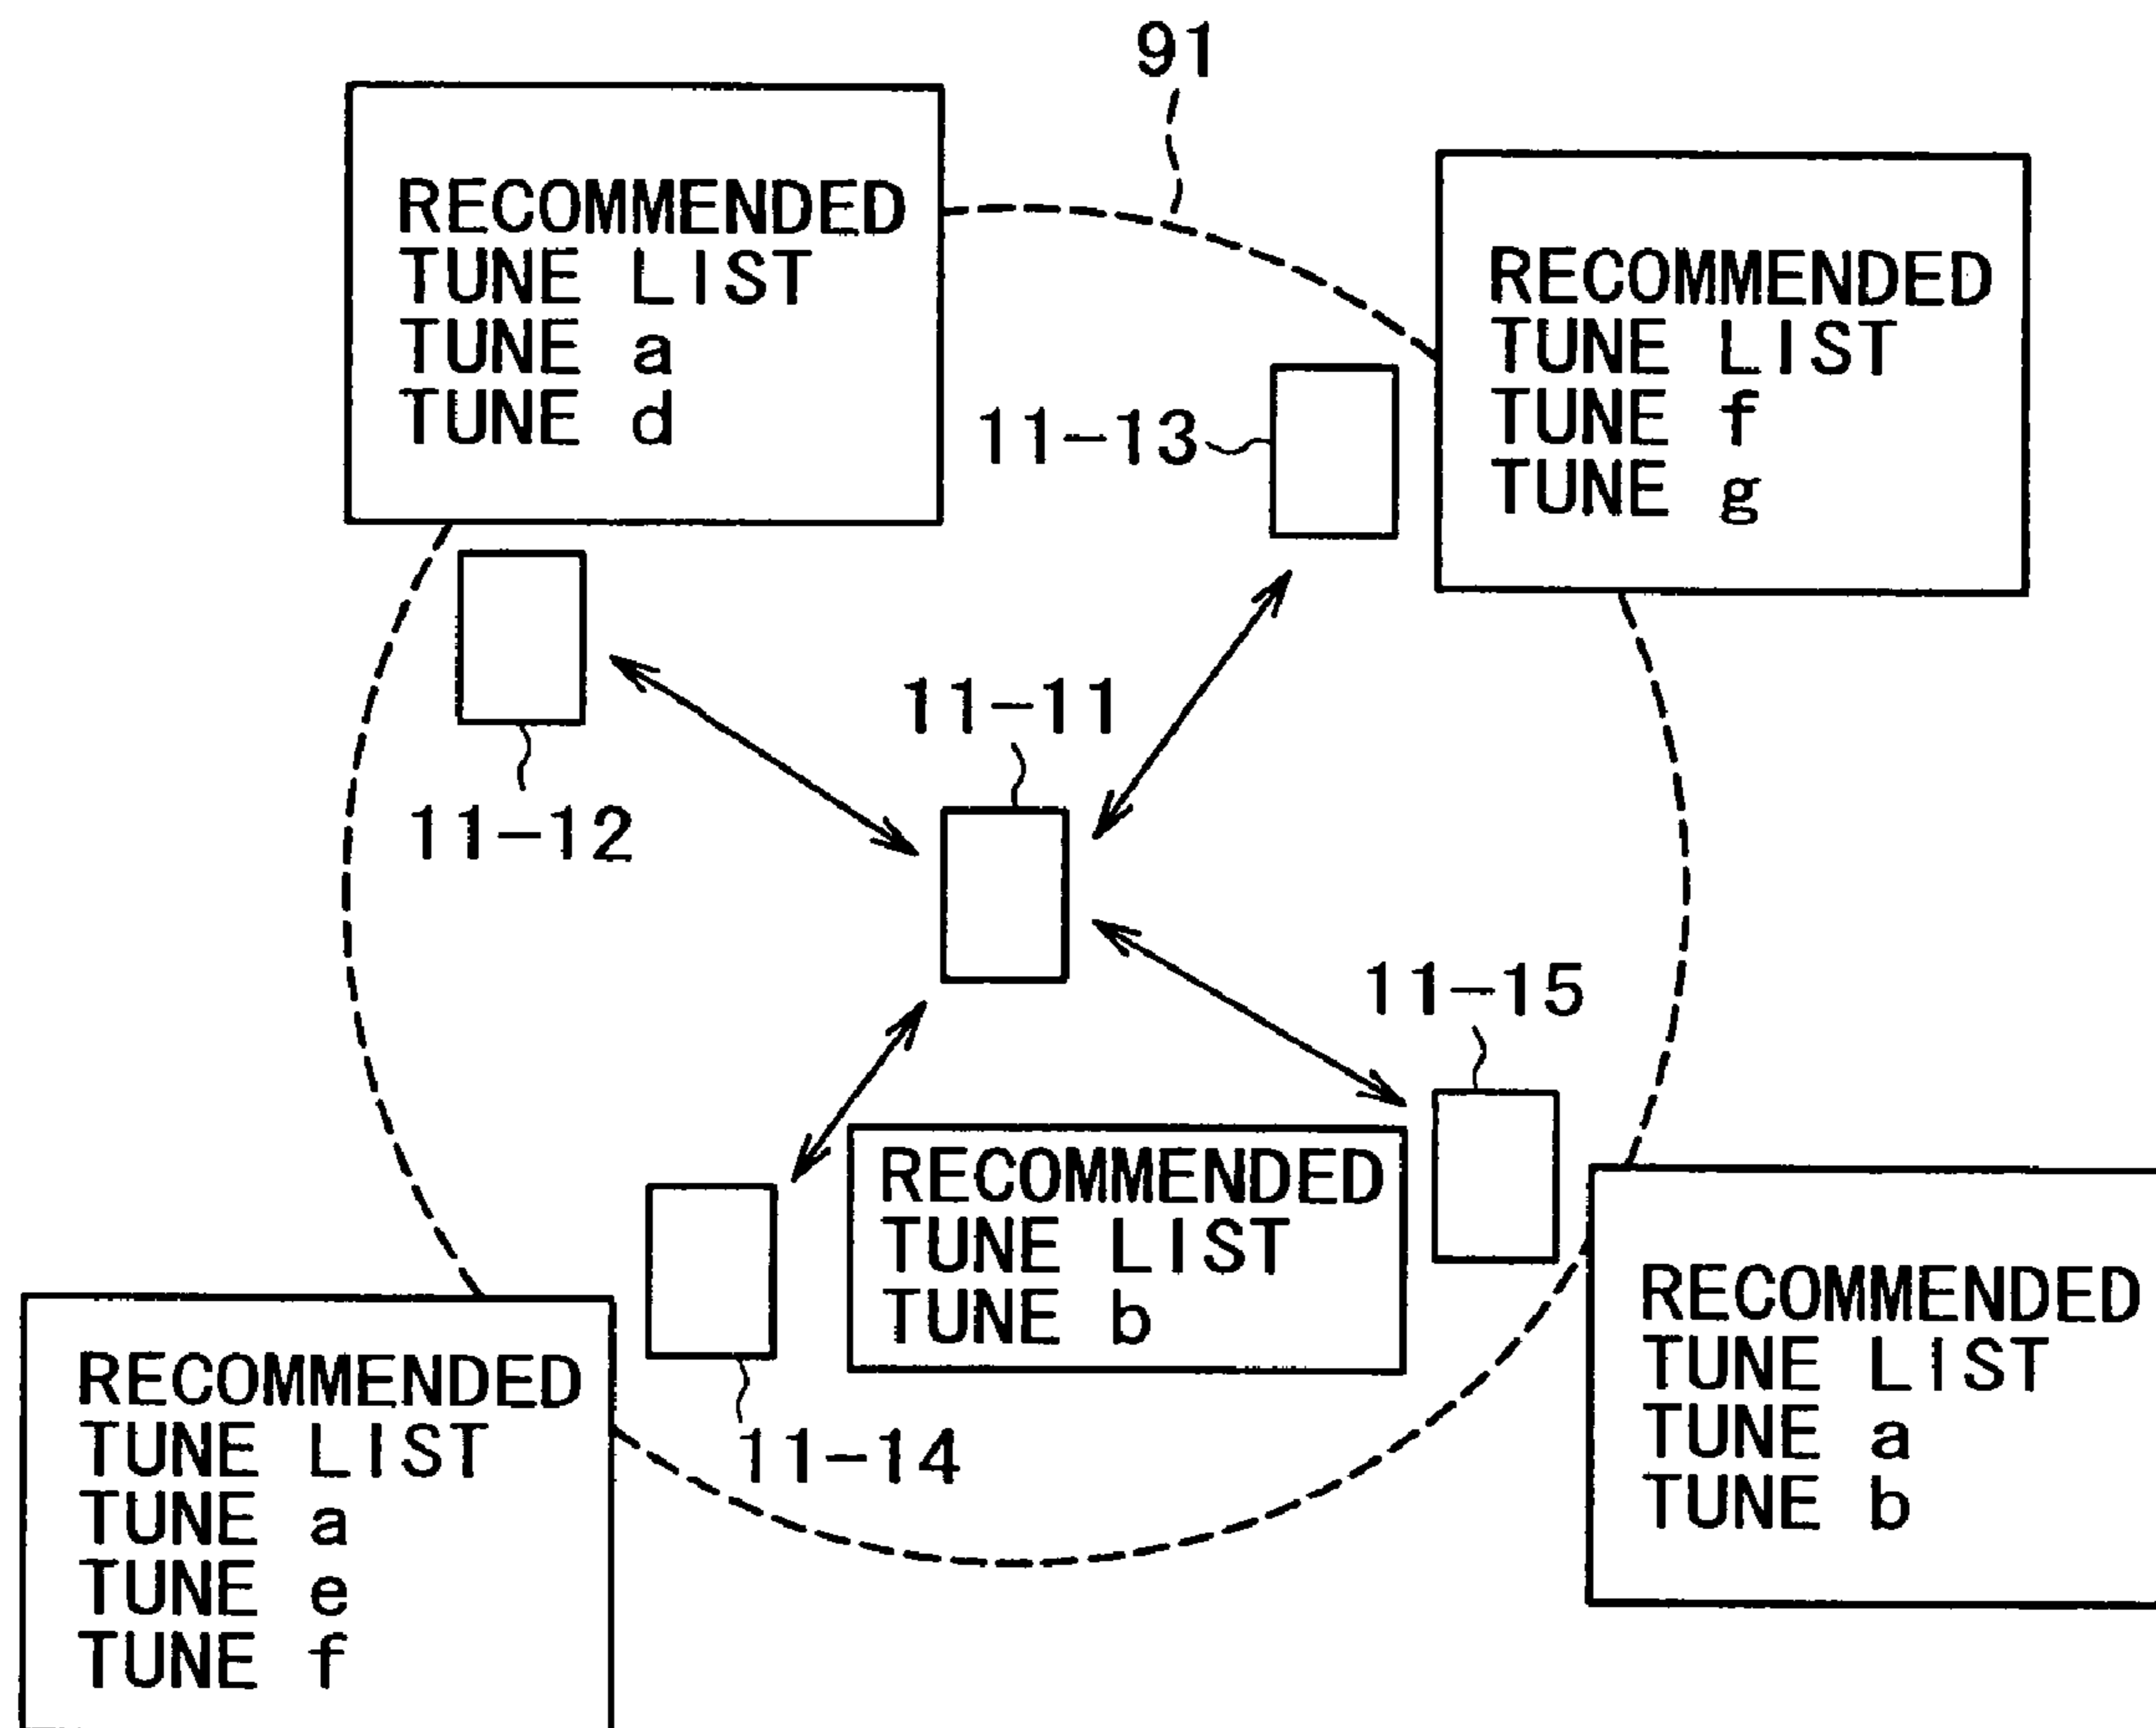 91
RECOMMENDED
TUNE LIST
TUNE a
TUNE d
RECOMMENDED
TUNE LIST
TUNE f
TUNE g
11-13
11-11
11-12
11-15
RECOMMENDED
TUNE LIST
TUNE b
11-14
RECOMMENDED
TUNE LIST
TUNE a
TUNE b
RECOMMENDED
TUNE LIST
TUNE a
TUNE e
TUNE f